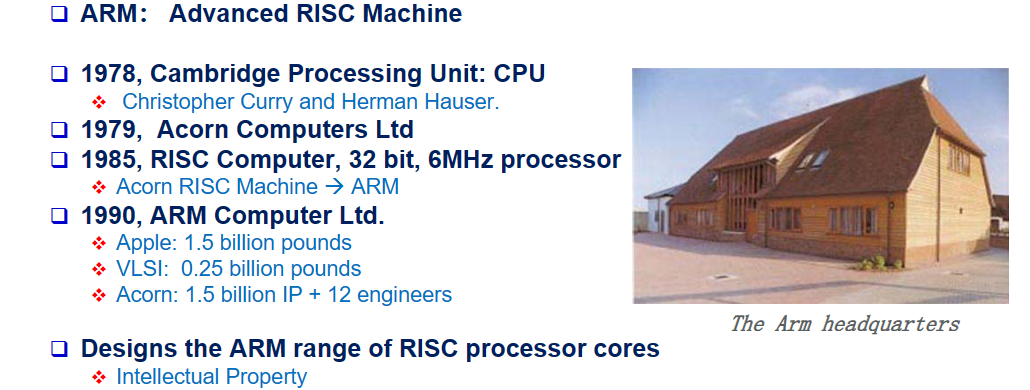 ARM: Advanced RISC Machine
1978, Cambridge Processing Unit: CPU
Christopher Curry and Herman Hauser.
1979, Acorn Computers Ltd
1985, RISC Computer, 32 bit, 6MHz processor
Acorn RISC Machine → ARM
1990, ARM Computer Ltd.
Apple: 1.5 billion pounds
VLSI: 0.25 billion pounds
Acorn: 1.5 billion IP + 12 engineers
The Arm headquarters
Designs the ARM range of RISC processor cores
Intellectual Property